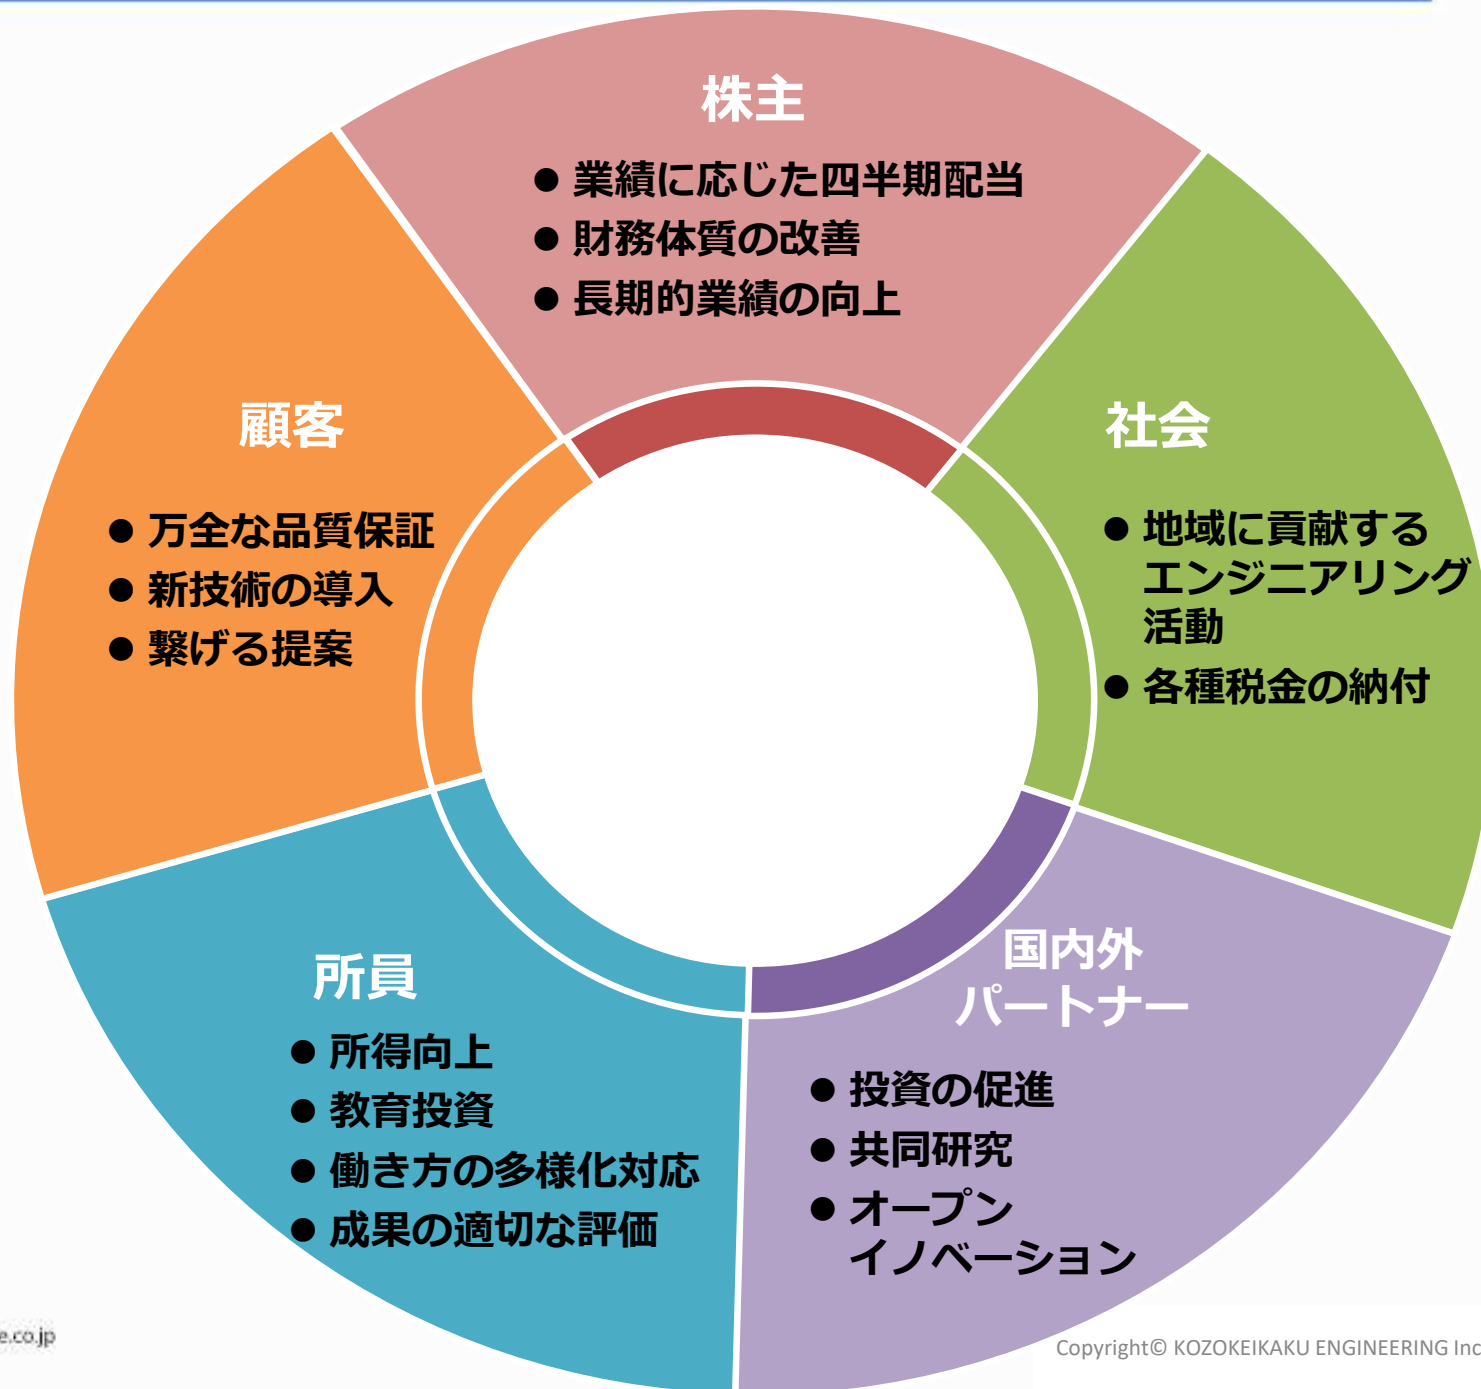 株主
● 業績に応じた四半期配当
● 財務体質の改善
● 長期的業績の向上
顧客
● 万全な品質保証
● 新技術の導入
●繋げる提案
社会
● 地域に貢献する
エンジニアリング
活動
● 各種税金の納付
所員
● 所得向上
● 教育投資
● 働き方の多様化対応
● 成果の適切な評価
国内外
パートナー
● 投資の促進
● 共同研究
● オープン
イノベーション
e.co.jp
Copyright© KOZOKEIKAKU ENGINEERING Inc